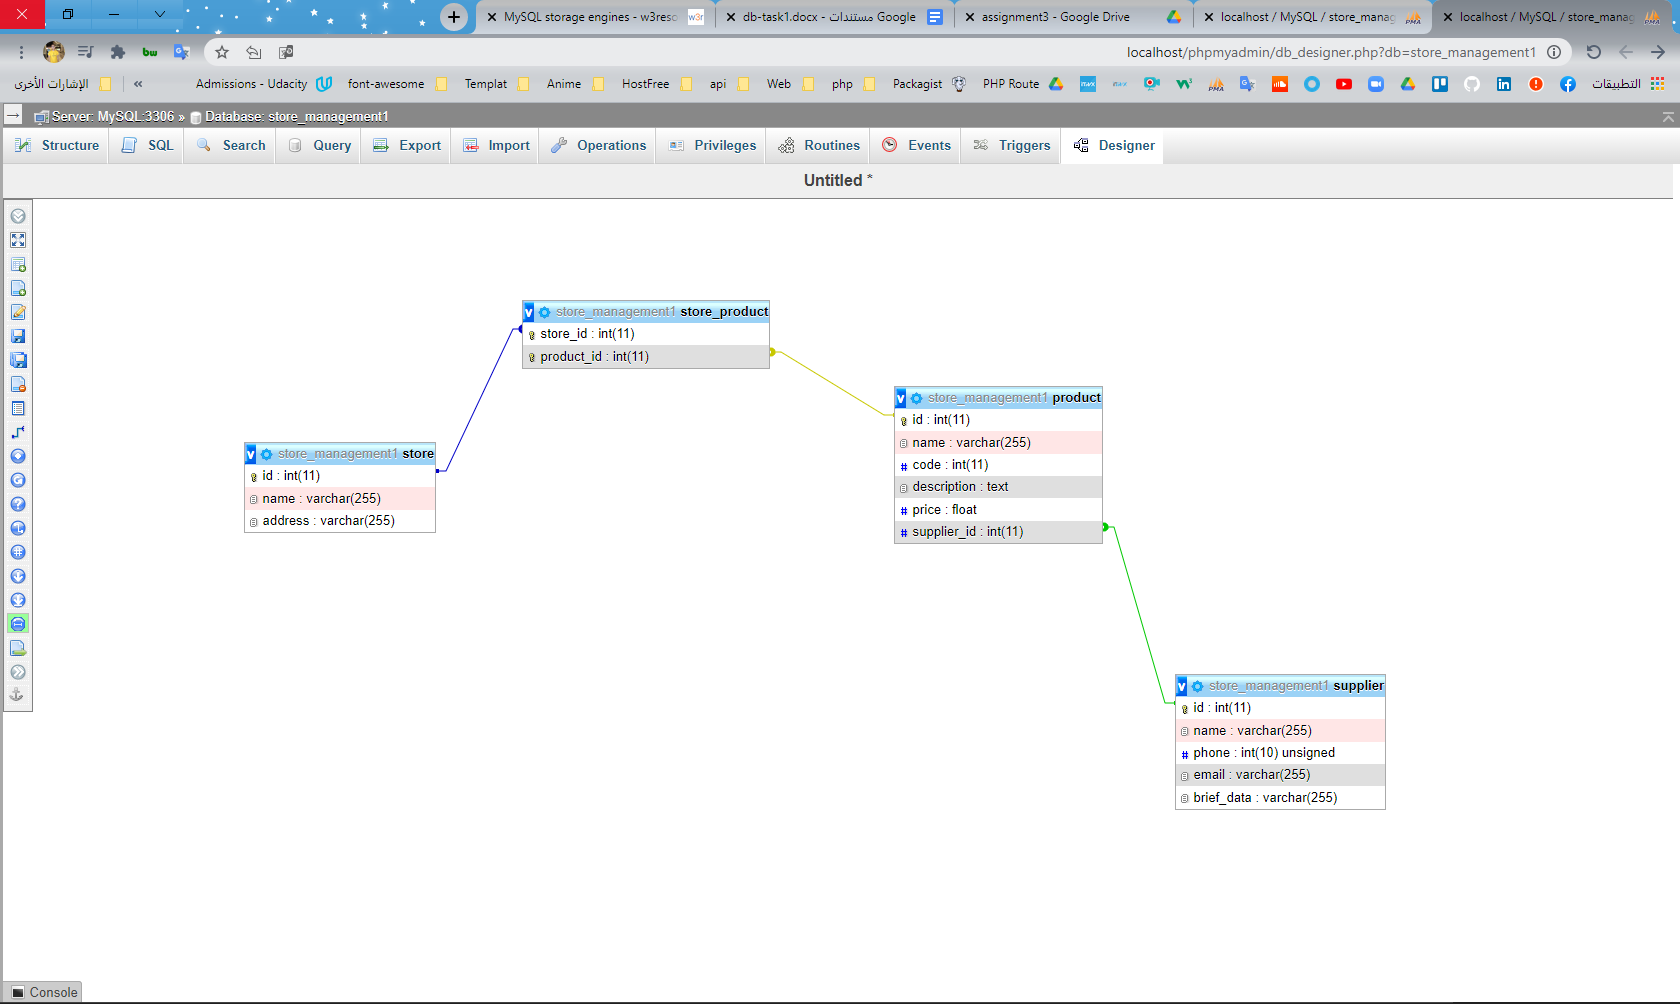 MySQL storage engines - w3reso
w3r
db-task1.docx - مستندات Google
assignment3 - Google Drive
localhost / MySQL / store_manag
PMA
localhost / MySQL / store_manag
PMA
bw
localhost/phpmyadmin/db_designer.php?db=store_management1
الإشارات الأخرى
«
Admissions - Udacity
font-awesome
Templat
Anime
HostFree
api
Web
php
Packagist
PHP Route
التطبيقات
Server: MySQL:3306 » Database: store_management1
Structure
SQL
Search
Query
Export
Import
Operations
Privileges
Routines
Events
Triggers
Designer
Untitled *
v store_management1 store_product
store_id : int(11)
product_id : int(11)
v store_management1 product
id : int(11)
name : varchar(255)
# code : int(11)
description : text
# price : float
# supplier_id : int(11)
v store_management1 store
id : int(11)
name : varchar(255)
address : varchar(255)
v store_management1 supplier
id : int(11)
name : varchar(255)
# phone : int(10) unsigned
email : varchar(255)
brief_data : varchar(255)
Console